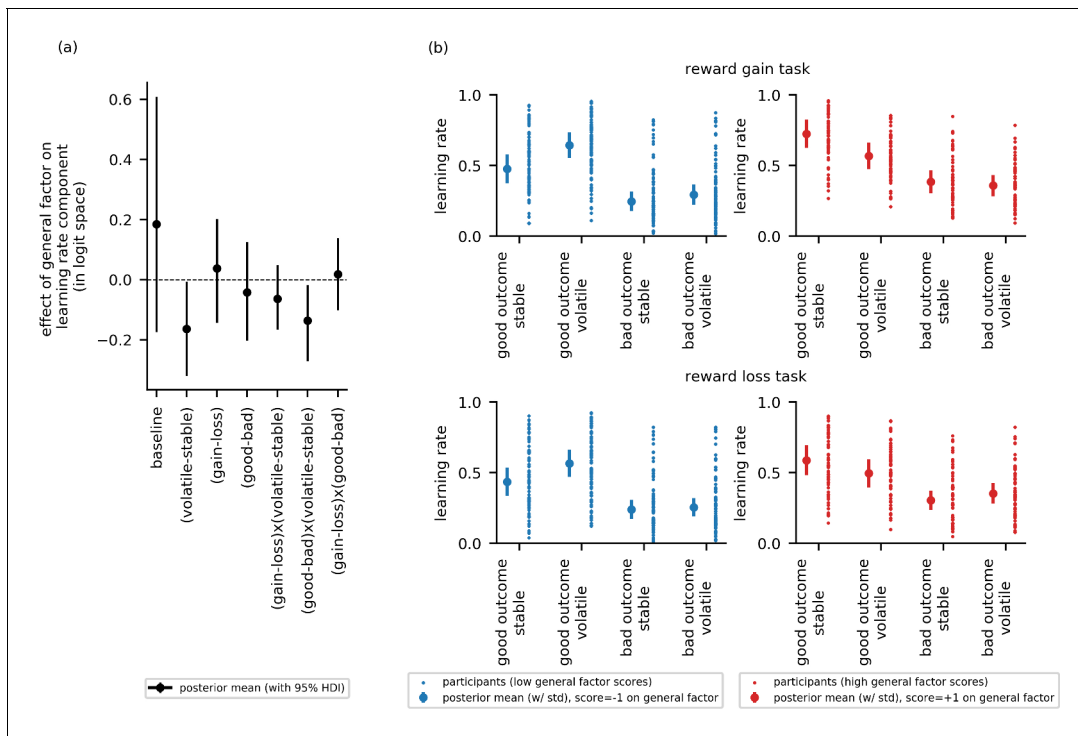 (a)
0.6
0.4
0.2
0.0
−0.2
effect of general factor on
learning rate component
(in logit space)
baseline
(volatile-stable)
(gain-loss)
(good-bad)
(gain-loss)x(volatile-stable)
(good-bad)x(volatile-stable)
(gain-loss)x(good-bad)
posterior mean (with 95% HDI)
(b)
reward gain task
1.0
0.5
0.0
learning rate
good outcome
stable
good outcome
volatile
bad outcome
stable
bad outcome
volatile
1.0
0.5
0.0
learning rate
good outcome
stable
good outcome
volatile
bad outcome
stable
bad outcome
volatile
reward loss task
1.0
0.5
0.0
learning rate
good outcome
stable
good outcome
volatile
bad outcome
stable
bad outcome
volatile
1.0
0.5
0.0
learning rate
good outcome
stable
good outcome
volatile
bad outcome
stable
bad outcome
volatile
participants (low general factor scores)
posterior mean (w/ std), score=-1 on general factor
participants (high general factor scores)
posterior mean (w/ std), score=+1 on general factor